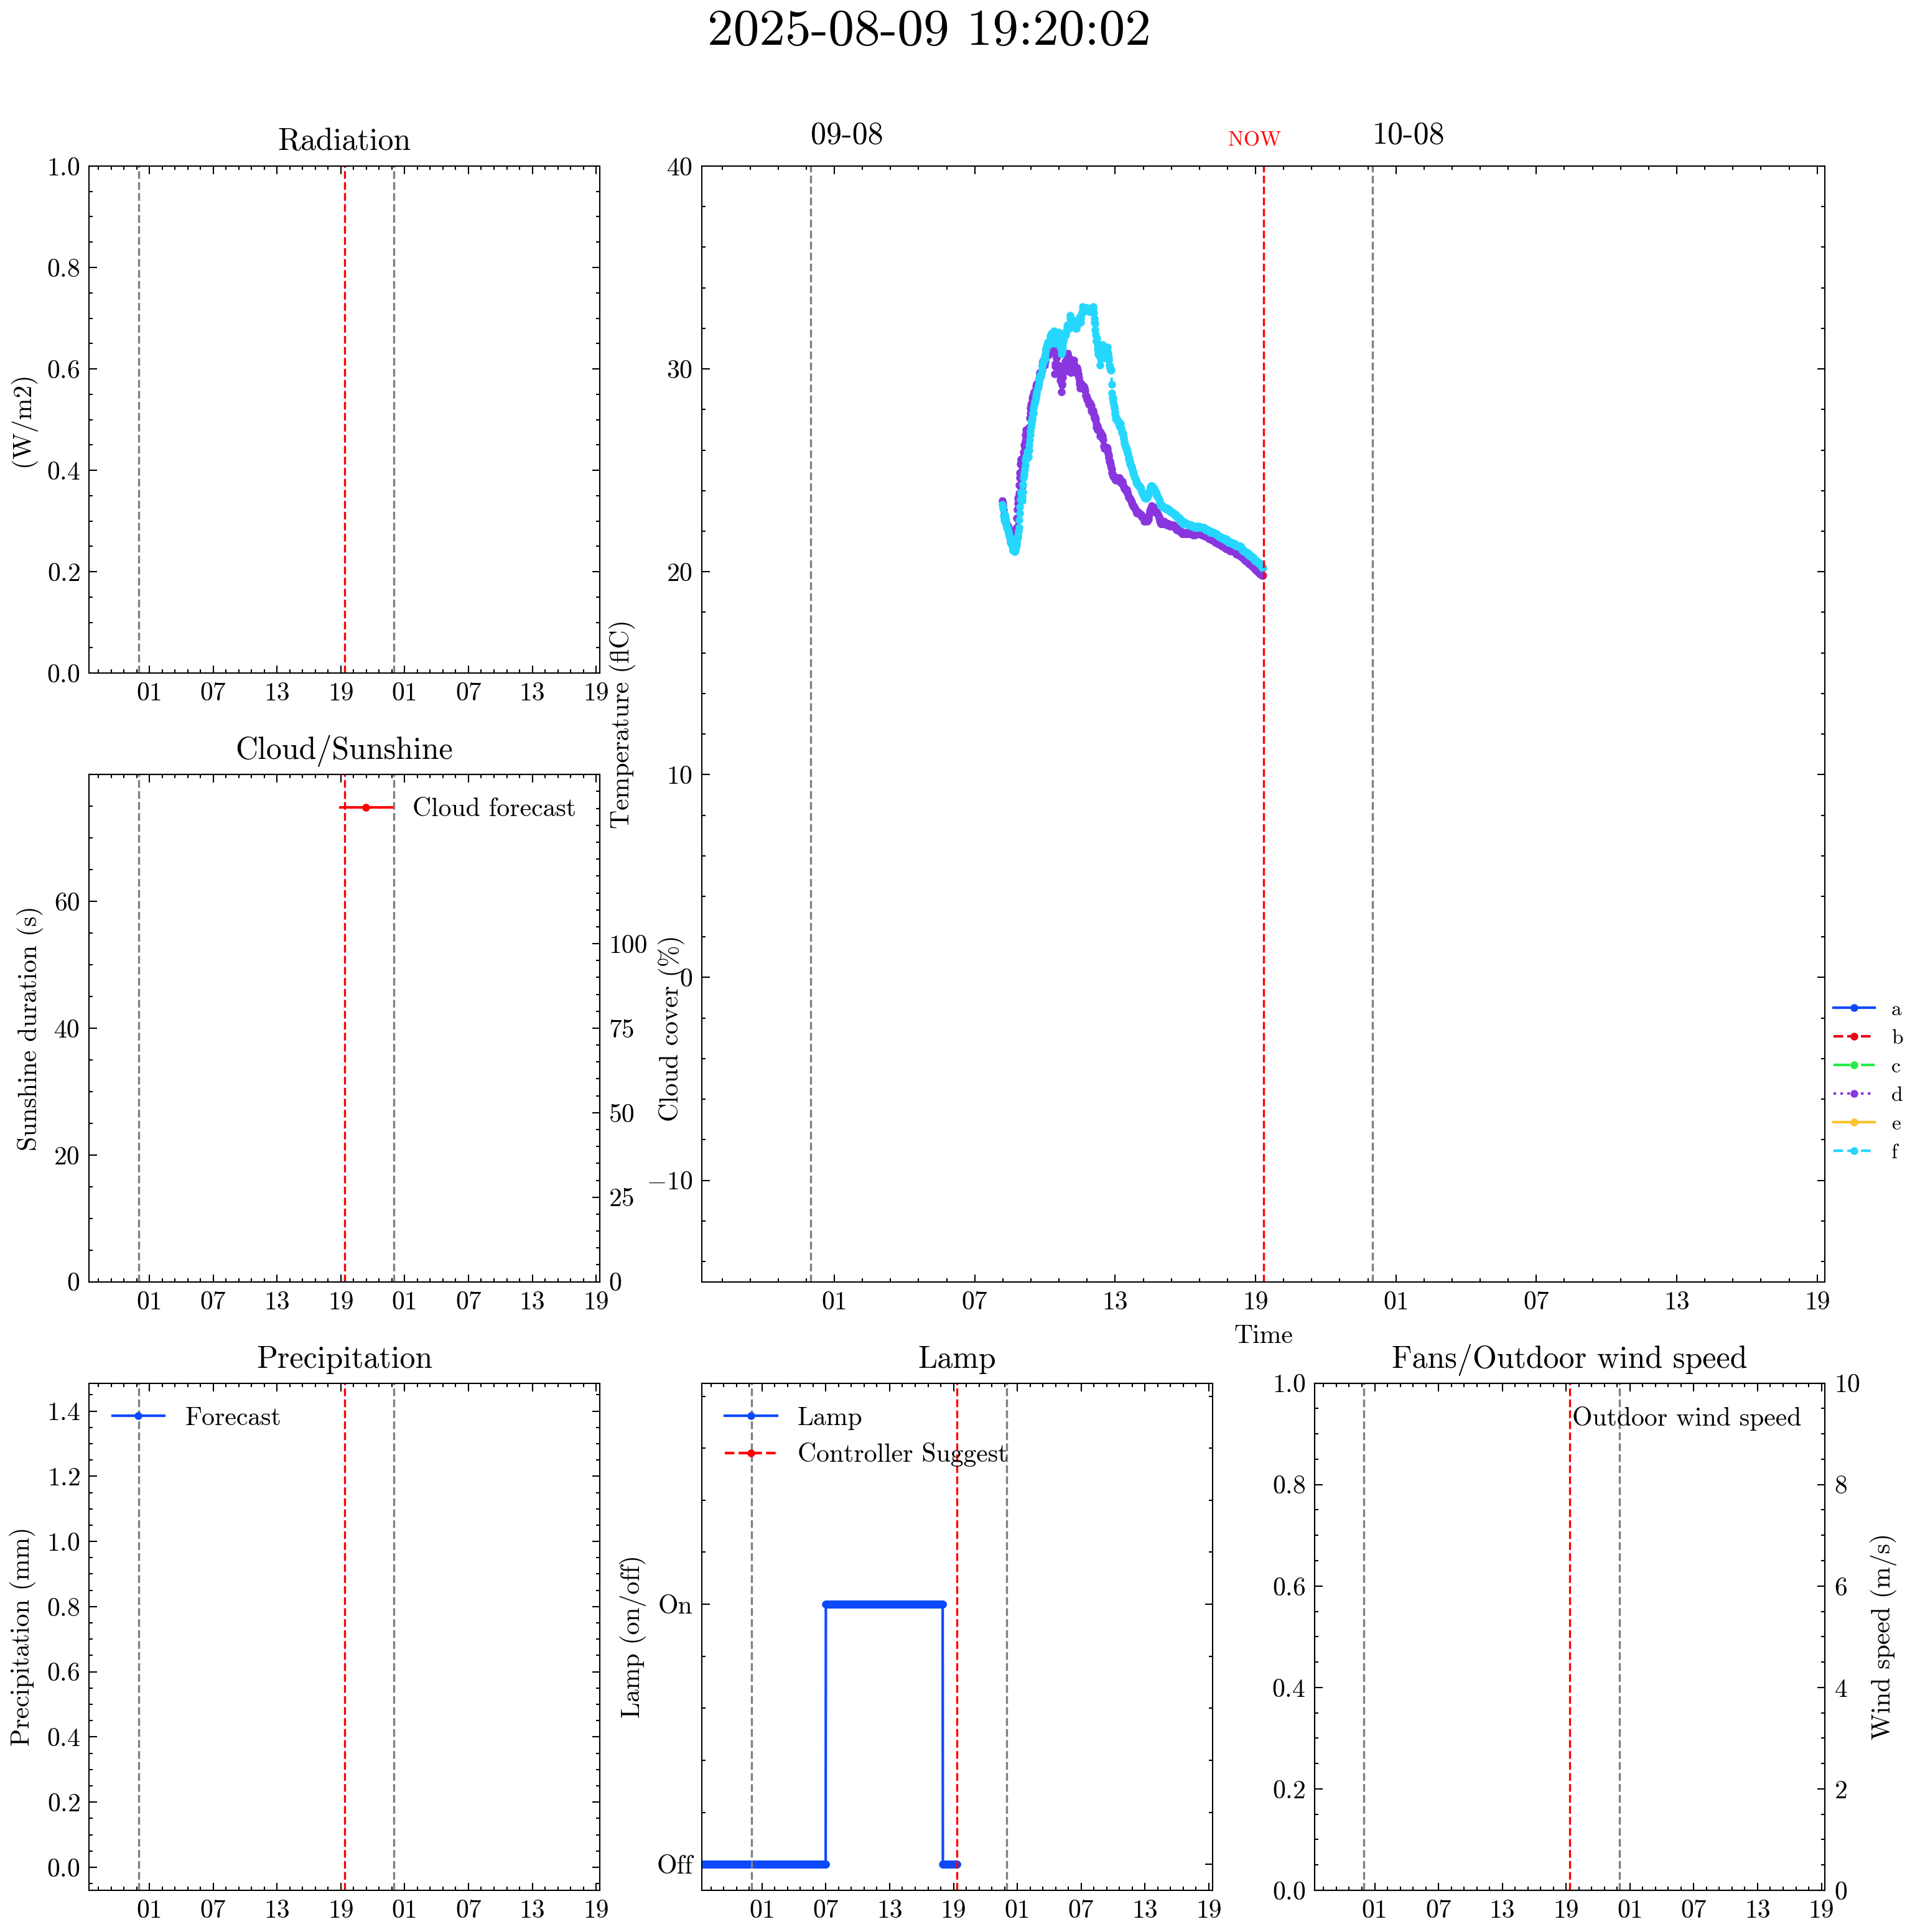 2025-08-09 19:20:02
Radiation
1.0
0.8
0.6
0.4
0.2
0.0
(W/m2)
01 07 13 19 01 07 13 19
09-08
NOW
10-08
40
30
20
10
0
−10
Temperature (flC)
01 07 13 19 01 07 13 19
Time
a
b
c
d
e
f
Cloud/Sunshine
Cloud forecast
60
40
20
0
Sunshine duration (s)
100
75
50
25
0
Cloud cover (%)
01 07 13 19 01 07 13 19
Precipitation
Forecast
1.4
1.2
1.0
0.8
0.6
0.4
0.2
0.0
Precipitation (mm)
01 07 13 19 01 07 13 19
Lamp
Lamp
Controller Suggest
On
Off
Lamp (on/off)
01 07 13 19 01 07 13 19
Fans/Outdoor wind speed
Outdoor wind speed
1.0
0.8
0.6
0.4
0.2
0.0
10
8
6
4
2
0
Wind speed (m/s)
01 07 13 19 01 07 13 19